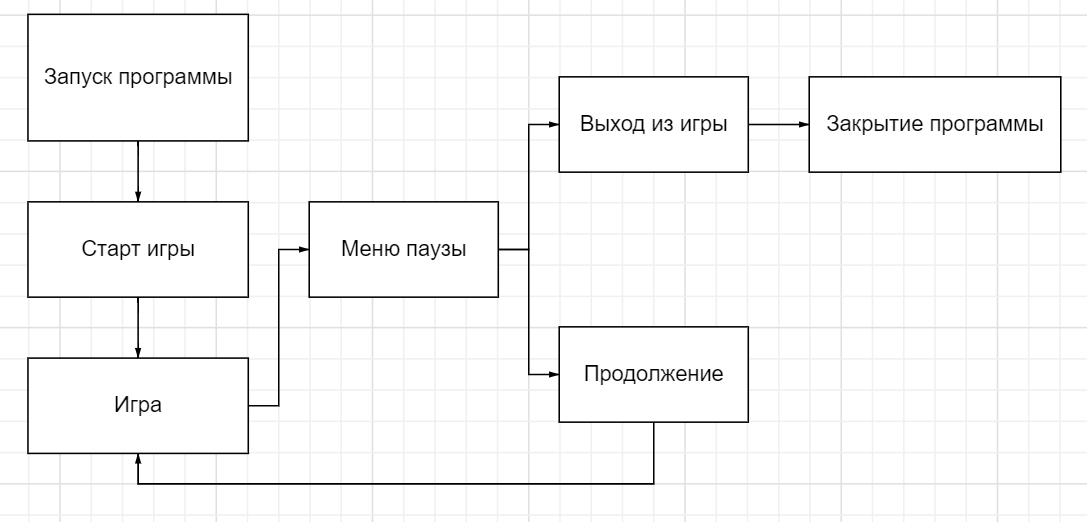 Запуск программы
Старт игры
Игра
Меню паузы
Выход из игры
Закрытие программы
Продолжение